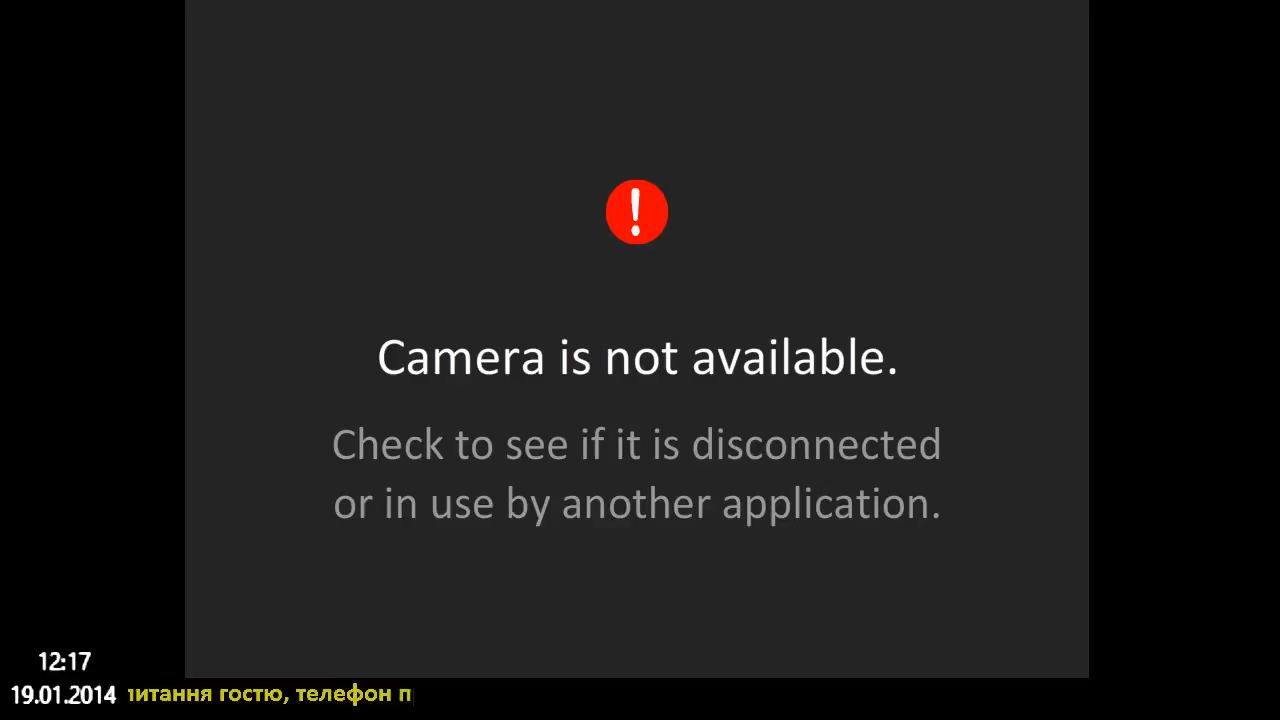 Camera is not available.
Check to see if it is disconnected
or in use by another application.
12:17
19.01.2014 гостю, телефон